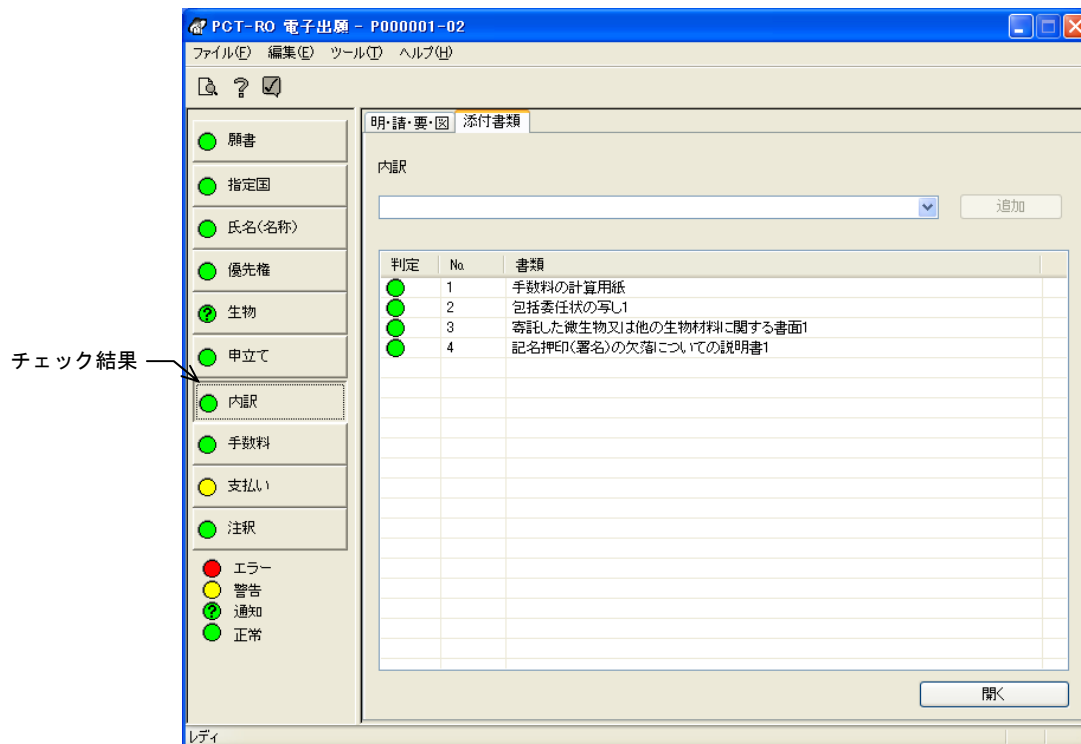 PCT-RO 電子出願 - P000001-02
ファイル(F) 編集(E) ツール(T) ヘルプ(H)
明・請・要・図 添付書類
願書
指定国
氏名(名称)
優先権
生物
申立て
チェック結果
内訳
手数料
支払い
注釈
エラー
警告
通知
正常
内訳
追加
判定 No. 書類
1 手数料の計算用紙
2 包括委任状の写し1
3 寄託した微生物又は他の生物材料に関する書面1
4 記名押印(署名)の欠落についての説明書1
開く
レディ